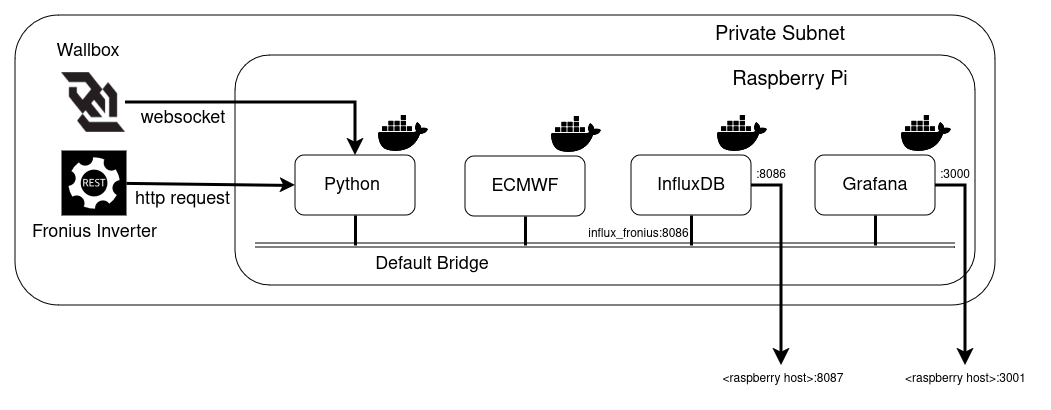 Private Subnet
Wallbox
Raspberry Pi
websocket
Python
ECMWF
InfluxDB
:8086
Grafana
:3000
REST
http request
Fronius Inverter
influx_fronius:8086
Default Bridge
<raspberry host>:8087
<raspberry host>:3001